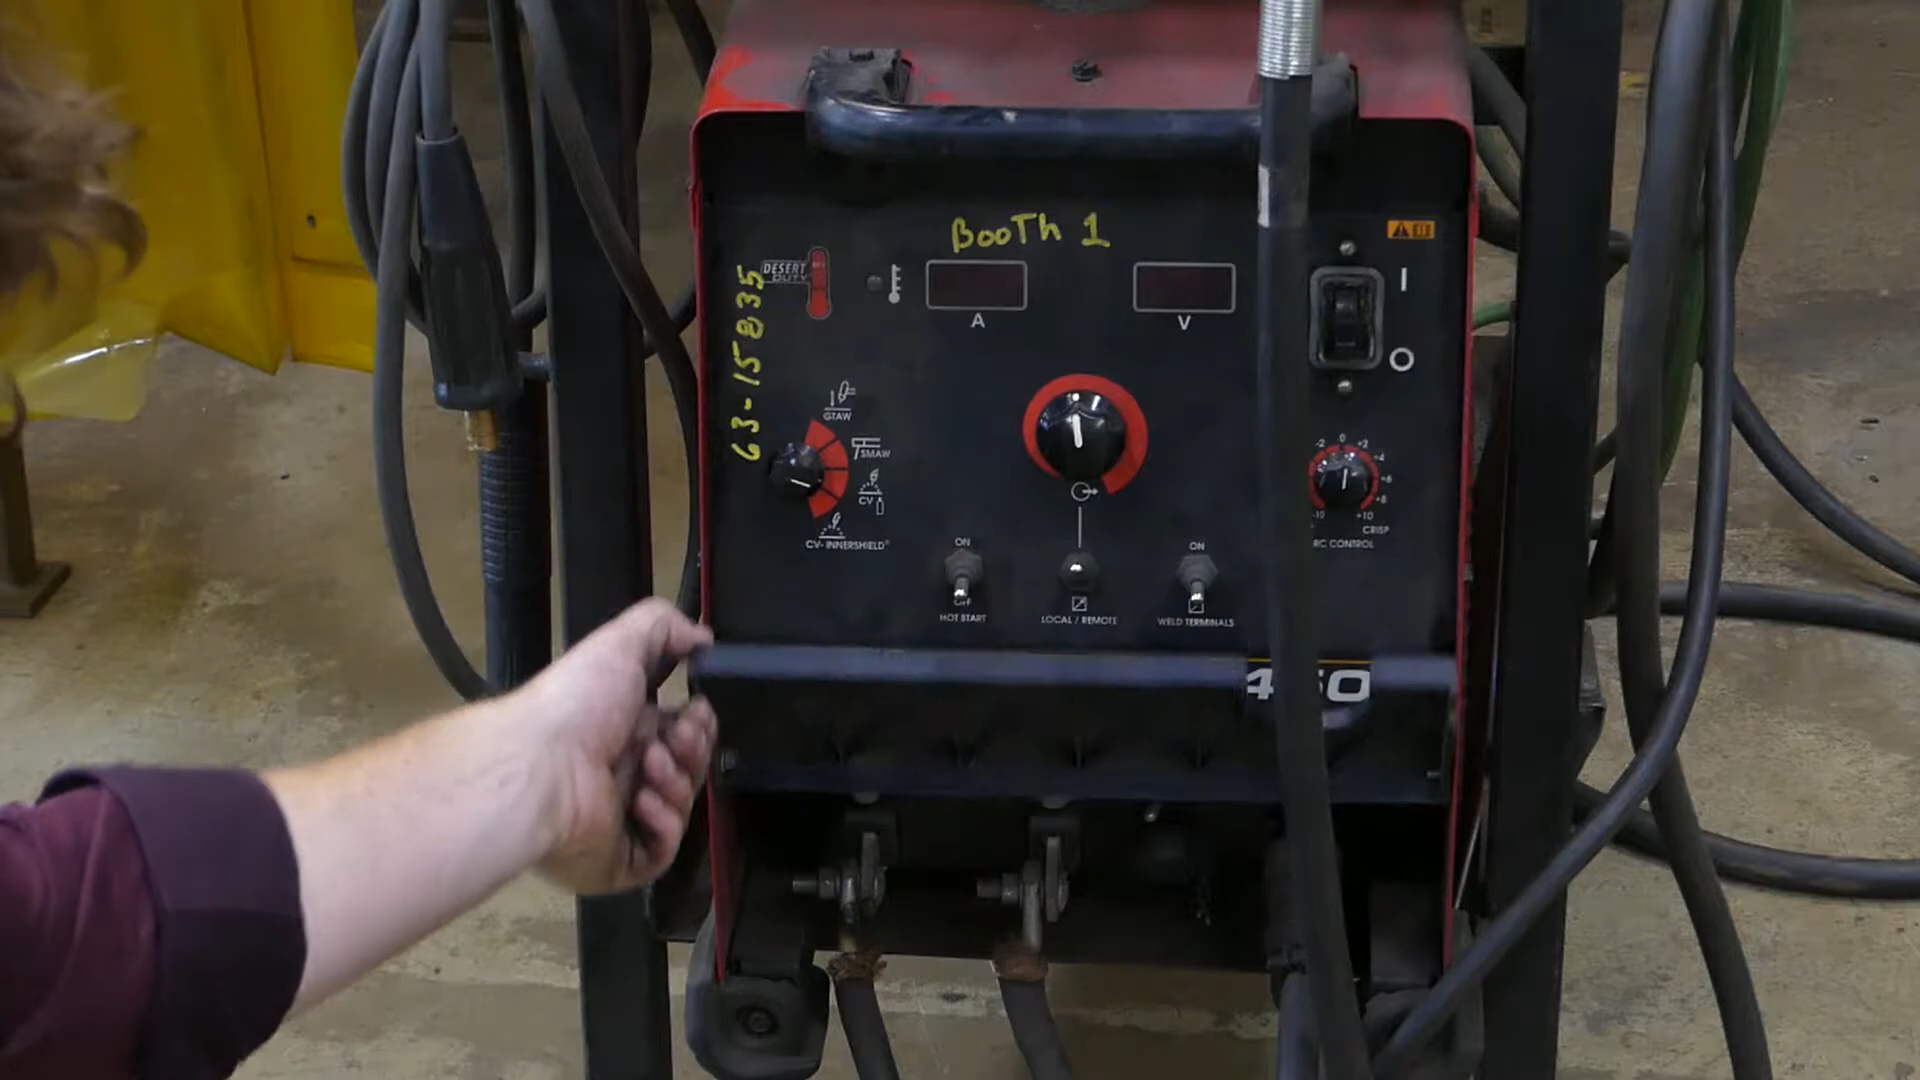 BooTh 1
63-15835
DESERT
DUTY
A
V
I
O
GTAW
SMAW
CV
CV-INNERSHIELD®
-2 0 +2
+4
+6
+8
-10 +10
CRISP
RC CONTROL
ON
OFF
HOT START
LOCAL / REMOTE
ON
WELD TERMINALS